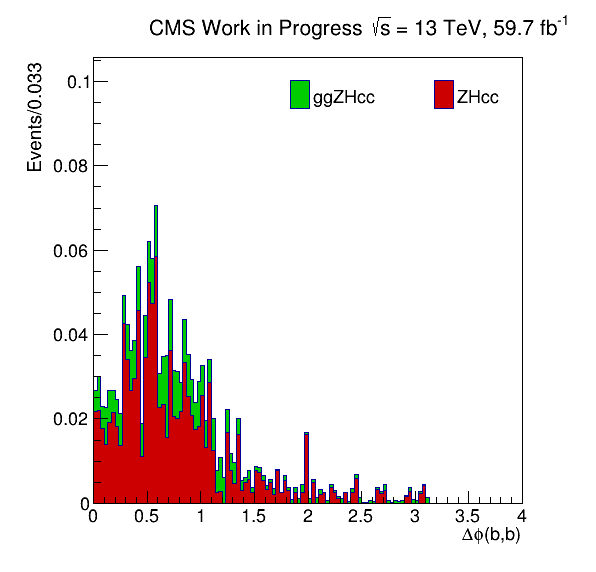 CMS Work in Progress √s = 13 TeV, 59.7 fb⁻¹
Events/0.033
0.1
ggZHcc ZHcc
0.08
0.06
0.04
0.02
0
0 0.5 1 1.5 2 2.5 3 3.5 4
Δϕ(b,b)